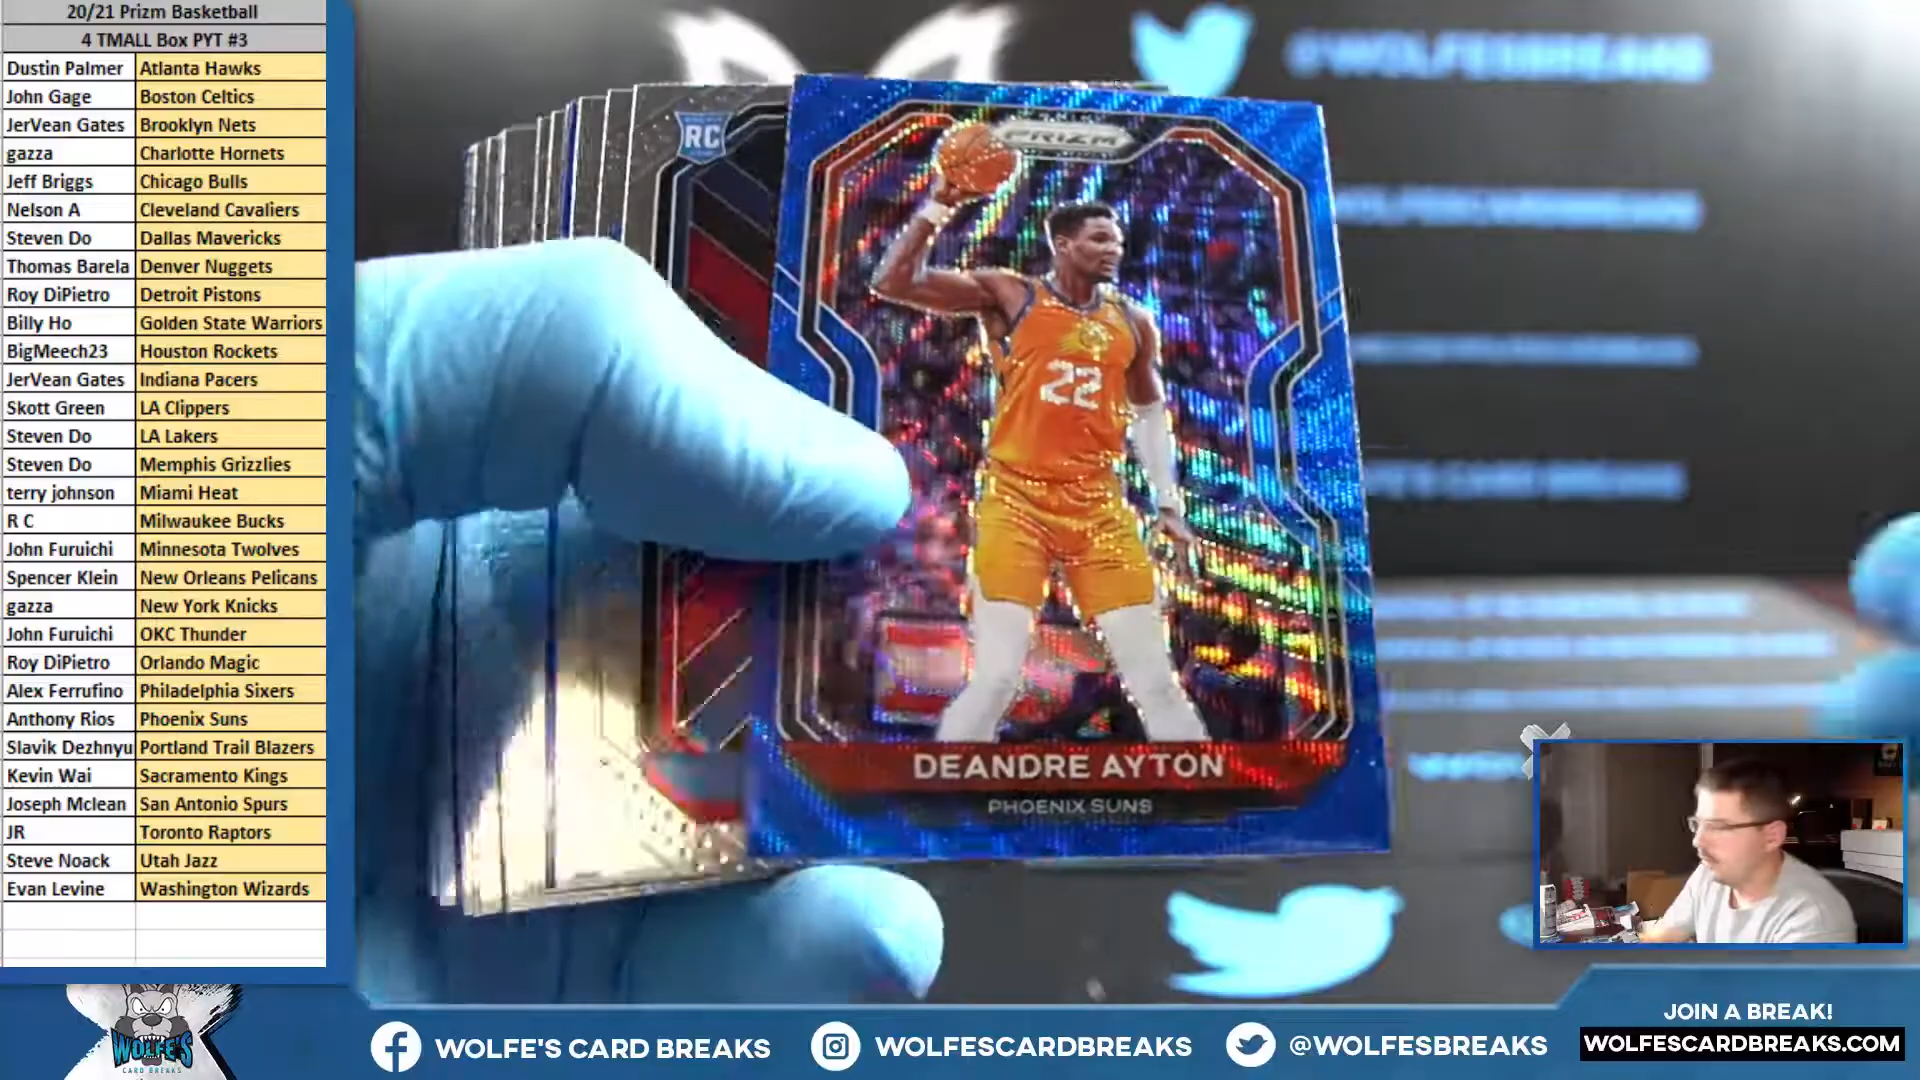 20/21 Prizm Basketball
4 TMALL Box PYT #3
Dustin Palmer Atlanta Hawks
John Gage Boston Celtics
JerVean Gates Brooklyn Nets
gazza Charlotte Hornets
Jeff Briggs Chicago Bulls
Nelson A Cleveland Cavaliers
Steven Do Dallas Mavericks
Thomas Barela Denver Nuggets
Roy DiPietro Detroit Pistons
Billy Ho Golden State Warriors
BigMeech23 Houston Rockets
JerVean Gates Indiana Pacers
Skott Green LA Clippers
Steven Do LA Lakers
Steven Do Memphis Grizzlies
terry johnson Miami Heat
R C Milwaukee Bucks
John Furuichi Minnesota Twolves
Spencer Klein New Orleans Pelicans
gazza New York Knicks
John Furuichi OKC Thunder
Roy DiPietro Orlando Magic
Alex Ferrufino Philadelphia Sixers
Anthony Rios Phoenix Suns
Slavik Dezhnyu Portland Trail Blazers
Kevin Wai Sacramento Kings
Joseph Mclean San Antonio Spurs
JR Toronto Raptors
Steve Noack Utah Jazz
Evan Levine Washington Wizards
@WOLFESBREAKS
RC
PRIZM
22
DEANDRE AYTON
PHOENIX SUNS
WOLFE'S
CARD BREAKS
WOLFE'S CARD BREAKS
WOLFESCARDBREAKS
@WOLFESBREAKS
JOIN A BREAK!
WOLFESCARDBREAKS.COM